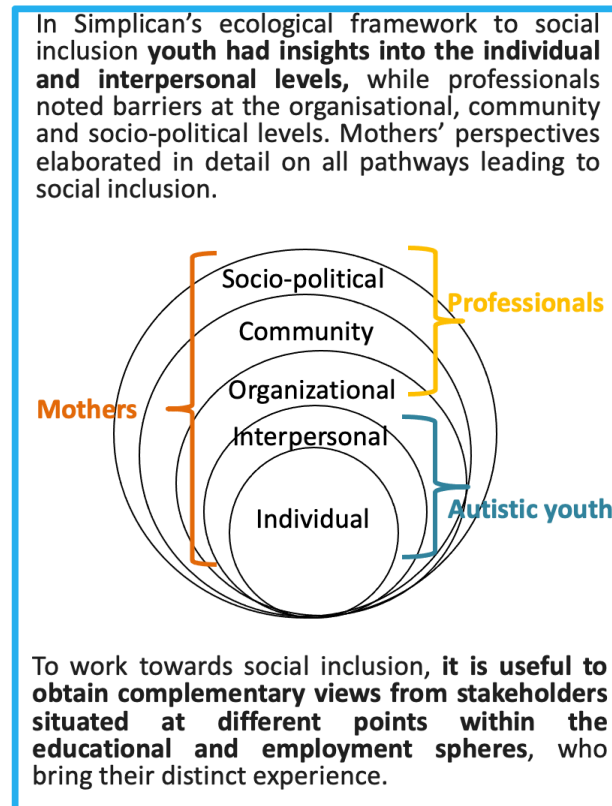 In Simplican's ecological framework to social
inclusion youth had insights into the individual
and interpersonal levels, while professionals
noted barriers at the organisational, community
and socio-political levels. Mothers' perspectives
elaborated in detail on all pathways leading to
social inclusion.
Socio-political
Professionals
Community
Organizational
Mothers
Interpersonal
Autistic youth
Individual
To work towards social inclusion, it is useful to
obtain complementary views from stakeholders
situated at different points within the
educational and employment spheres, who
bring their distinct experience.